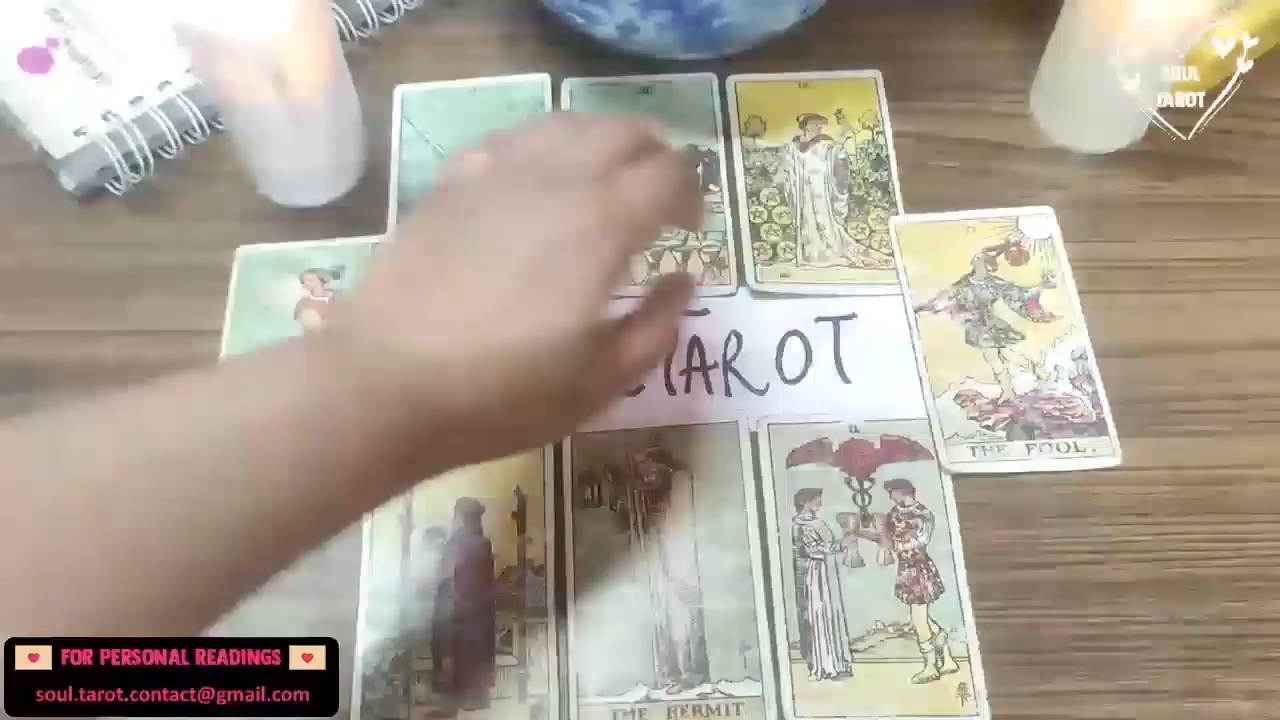 SOUL
TAROT
TAROT
THE FOOL.
THE HERMIT.
FOR PERSONAL READINGS
soul.tarot.contact@gmail.com